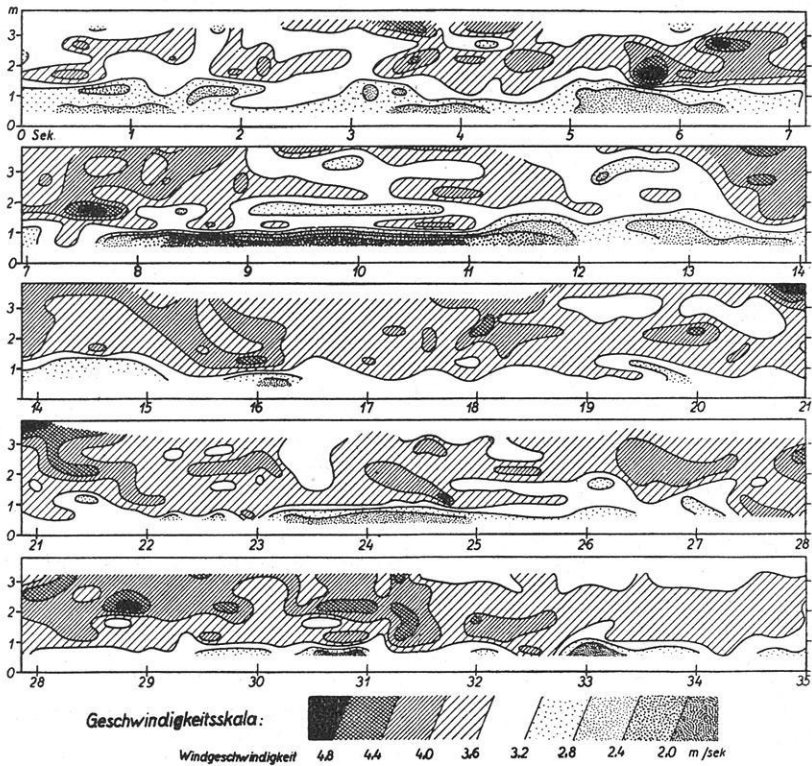 m
3
2
1
0
0 Sek. 1 2 3 4 5 6 7
3
2
1
0
7 8 9 10 11 12 13 14
3
2
1
14 15 16 17 18 19 20 21
3
2
1
0
21 22 23 24 25 26 27 28
3
2
1
0
28 29 30 31 32 33 34 35
Geschwindigkeitsskala:
Windgeschwindigkeit 4.8 4.4 4.0 3.6 3.2 2.8 2.4 2.0 m/sek